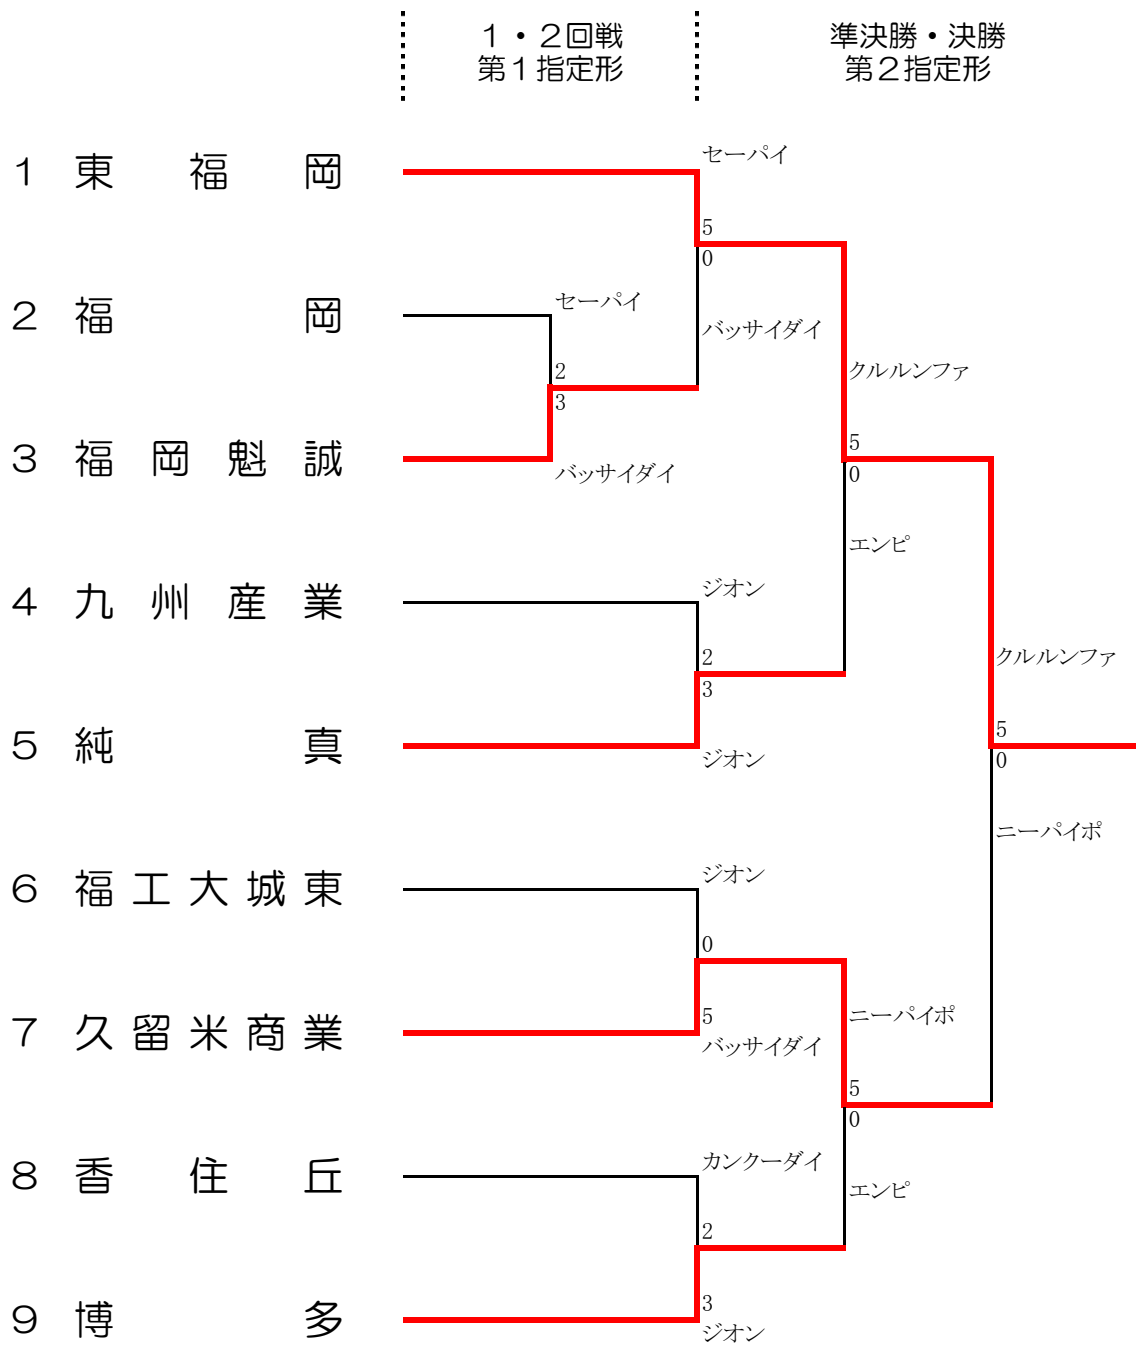 １・２回戦
第１指定形
準決勝・決勝
第２指定形
1 東福岡
セーパイ
5
0
2 福岡
セーパイ
バッサイダイ
2
3
クルルンファ
3 福岡魁誠
バッサイダイ
5
0
エンピ
4 九州産業
ジオン
2
3
クルルンファ
5 純真
ジオン
5
0
ニーパイポ
6 福工大城東
ジオン
0
5
ニーパイポ
7 久留米商業
バッサイダイ
5
0
8 香住丘
カンクーダイ
エンピ
2
3
9 博多
ジオン